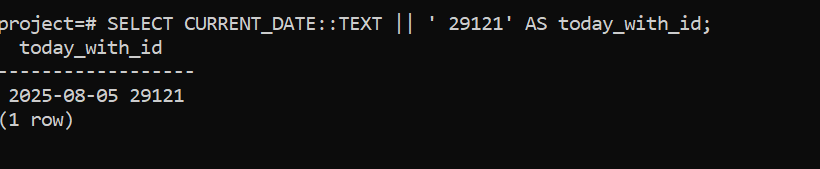 project=# SELECT CURRENT_DATE::TEXT || ' 29121' AS today_with_id;
  today_with_id
------------------
 2025-08-05 29121
(1 row)